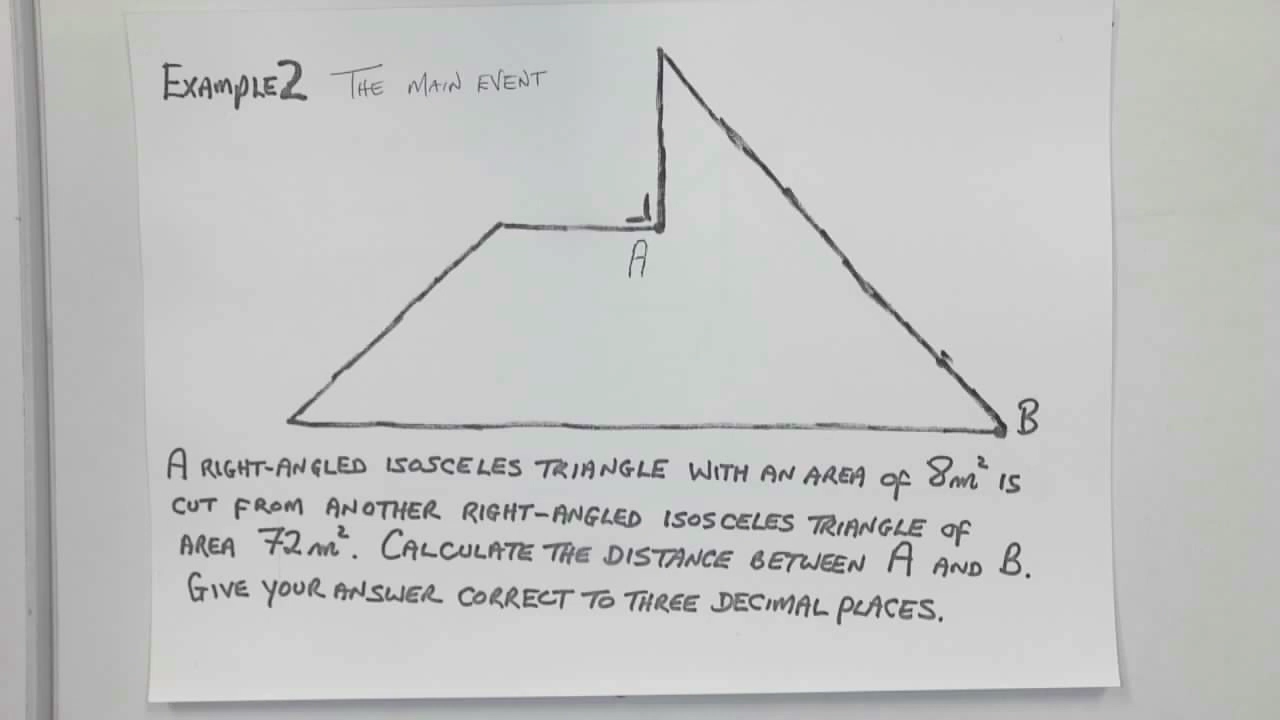 EXAMPLE 2 THE MAIN EVENT
A
B
A RIGHT-ANGLED ISOSCELES TRIANGLE WITH AN AREA of 8m² IS
CUT FROM ANOTHER RIGHT-ANGLED ISOSCELES TRIANGLE of
AREA 72m². CALCULATE THE DISTANCE BETWEEN A AND B.
GIVE YOUR ANSWER CORRECT TO THREE DECIMAL PLACES.